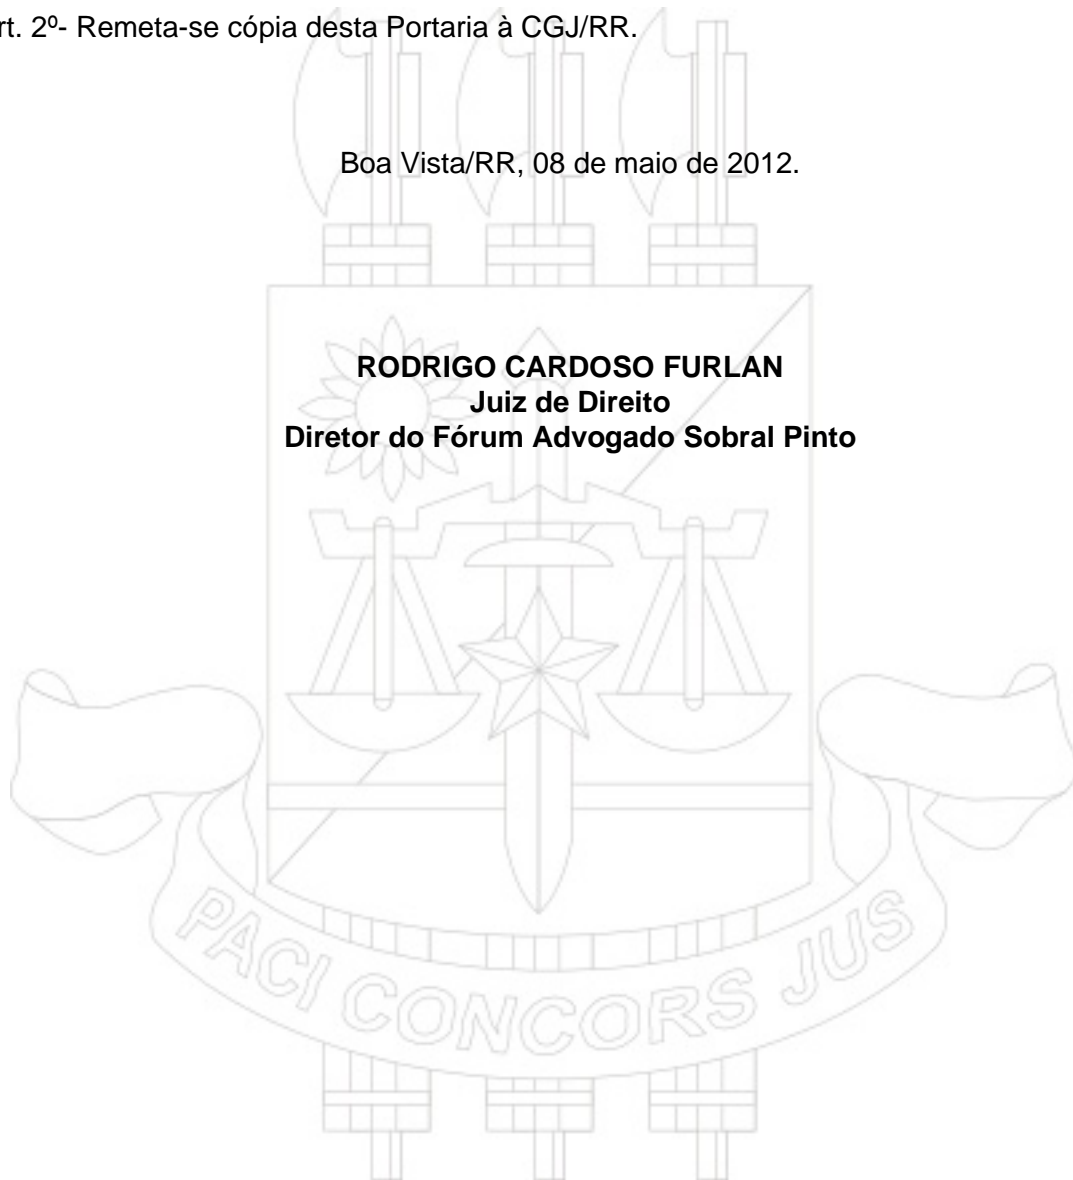 rt. 2º- Remeta-se cópia desta Portaria à CGJ/RR.
Boa Vista/RR, 08 de maio de 2012.
RODRIGO CARDOSO FURLAN
Juiz de Direito
Diretor do Fórum Advogado Sobral Pinto
PACI CONCORS JUS